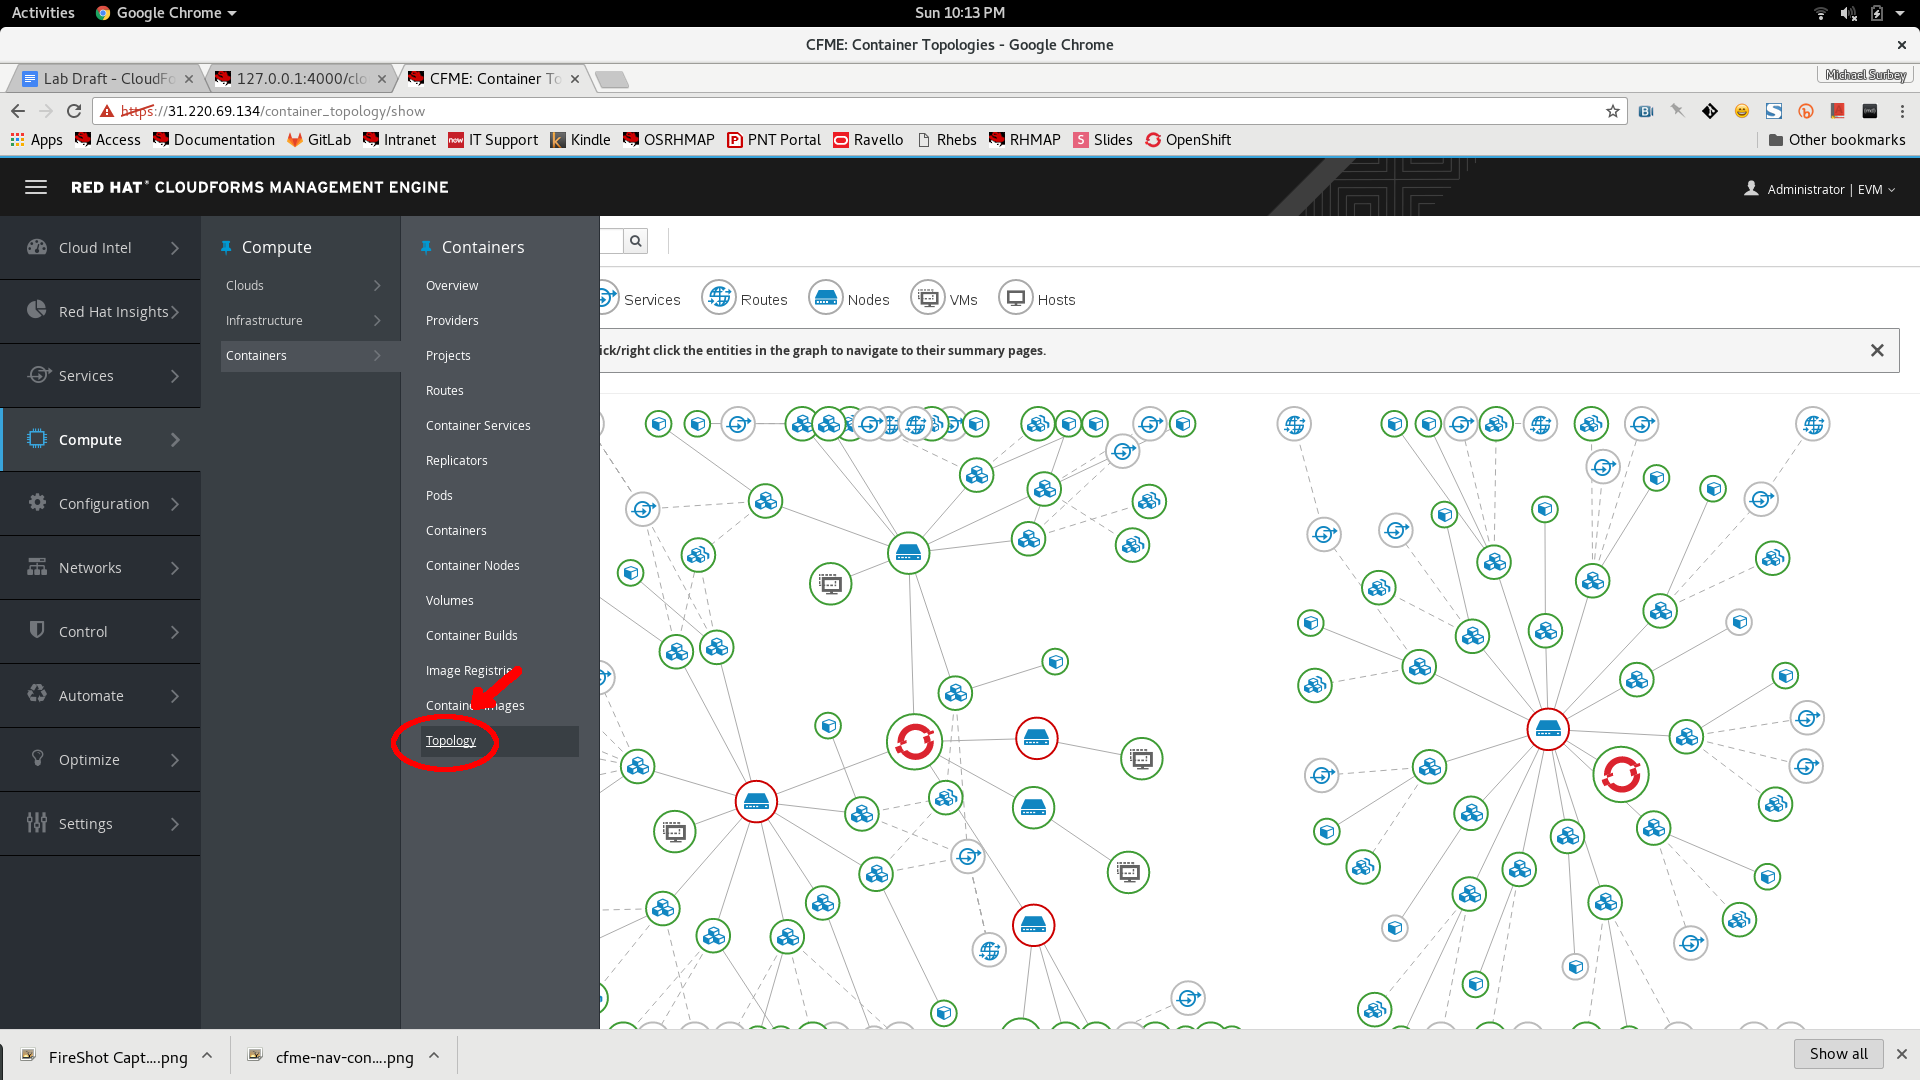 Activities Google Chrome Sun 10:13 PM
CFME: Container Topologies - Google Chrome
Lab Draft - CloudFo 127.0.0.1:4000/clo CFME: Container To Michael Surbey
https://31.220.69.134/container_topology/show
Apps Access Documentation GitLab Intranet now IT Support Kindle OSRHMAP PNT Portal Ravello Rhebs RHMAP S Slides OpenShift Other bookmarks
RED HAT® CLOUDFORMS MANAGEMENT ENGINE Administrator | EVM
Cloud Intel
Red Hat Insights
Services
Compute
Configuration
Networks
Control
Automate
Optimize
Settings
Compute
Clouds
Infrastructure
Containers
Containers
Overview
Providers
Projects
Routes
Container Services
Replicators
Pods
Containers
Container Nodes
Volumes
Container Builds
Image Registrie
Container Images
Topology
Services Routes Nodes VMs Hosts
ick/right click the entities in the graph to navigate to their summary pages.
FireShot Capt....png cfme-nav-con....png Show all